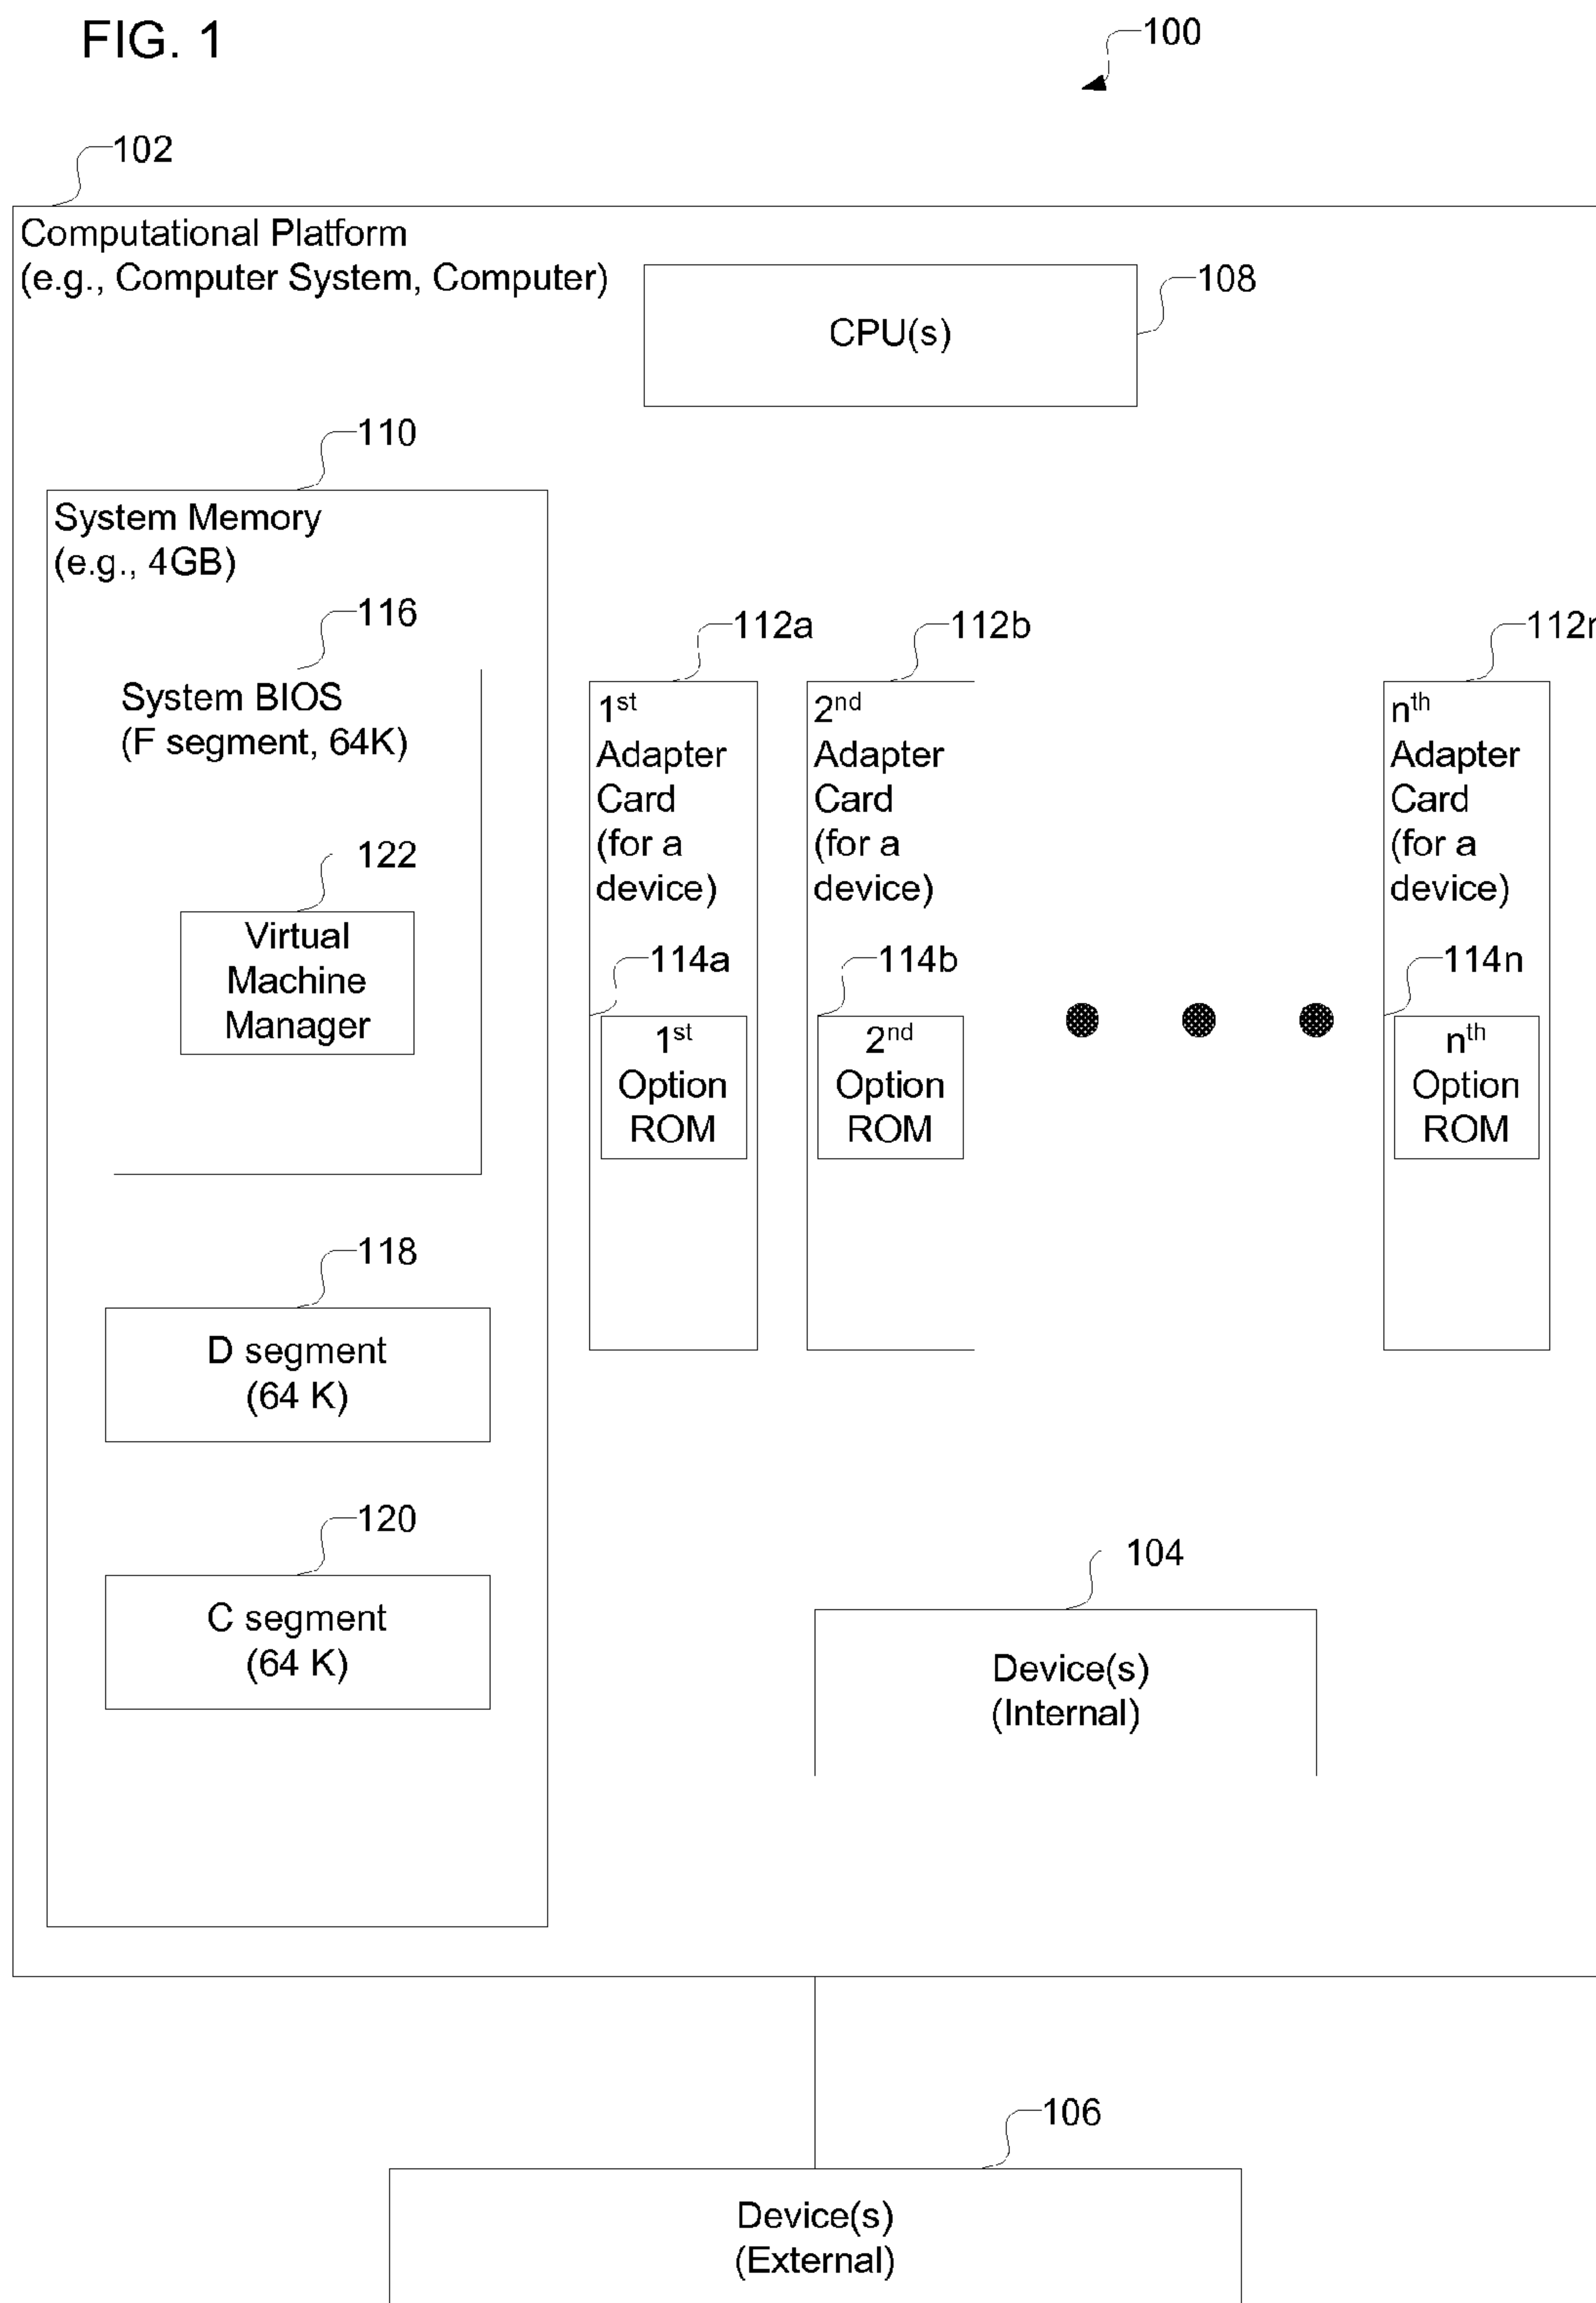 FIG. 1
100
102
Computational Platform
(e.g., Computer System, Computer)
108
CPU(s)
110
System Memory
(e.g., 4GB)
116
System BIOS
(F segment, 64K)
122
Virtual
Machine
Manager
118
D segment
(64 K)
120
C segment
(64 K)
112a
1st
Adapter
Card
(for a
device)
114a
1st
Option
ROM
112b
2nd
Adapter
Card
(for a
device)
114b
2nd
Option
ROM
112n
nth
Adapter
Card
(for a
device)
114n
nth
Option
ROM
104
Device(s)
(Internal)
106
Device(s)
(External)